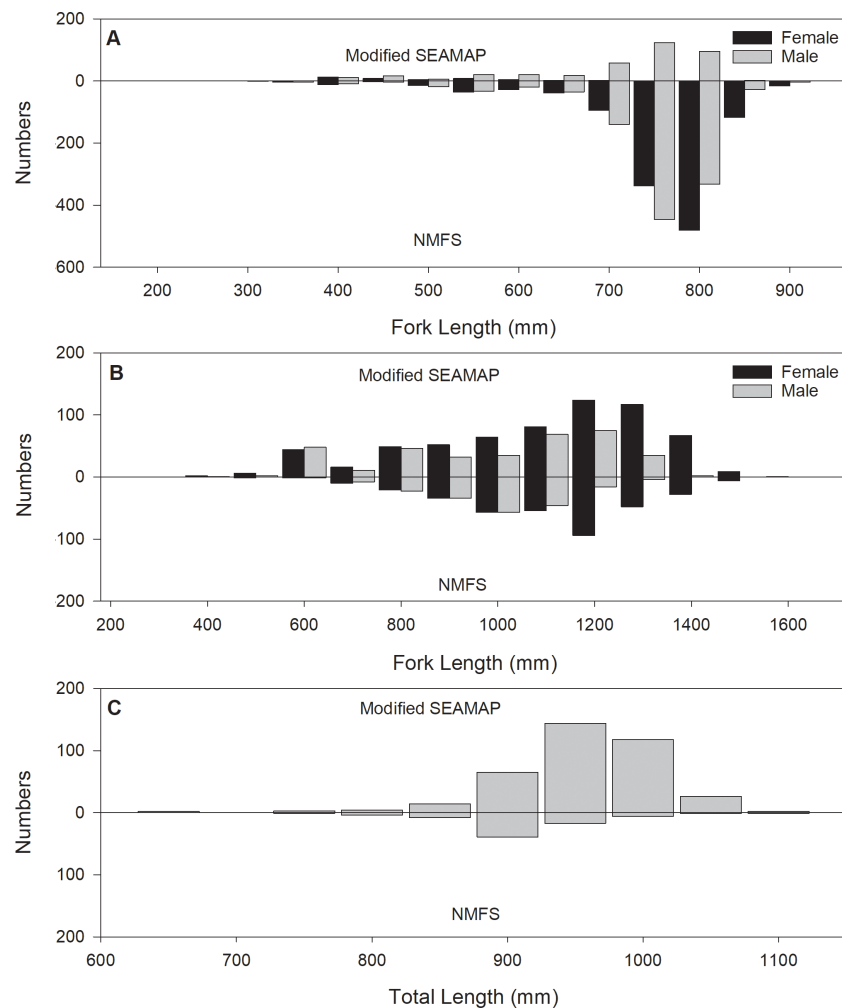 200
A
Modified SEAMAP
Female
Male
0
Numbers
200
400
NMFS
600
200 300 400 500 600 700 800 900
Fork Length (mm)
200
B
Modified SEAMAP
Female
Male
100
Numbers
0
100
NMFS
200
200 400 600 800 1000 1200 1400 1600
Fork Length (mm)
200
C
Modified SEAMAP
100
Numbers
0
100
NMFS
200
600 700 800 900 1000 1100
Total Length (mm)